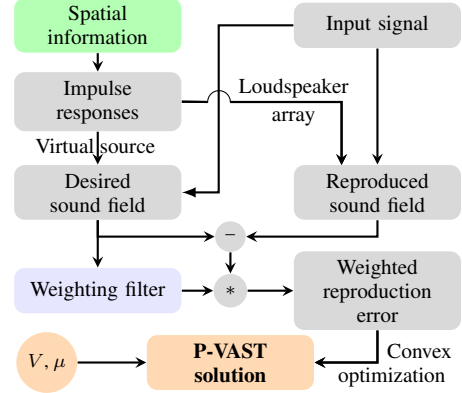 Spatial
information
Input signal
Impulse
responses
Loudspeaker
array
Virtual source
Desired
sound field
Reproduced
sound field
−
Weighting filter
*
Weighted
reproduction
error
V, μ
P-VAST
solution
Convex
optimization